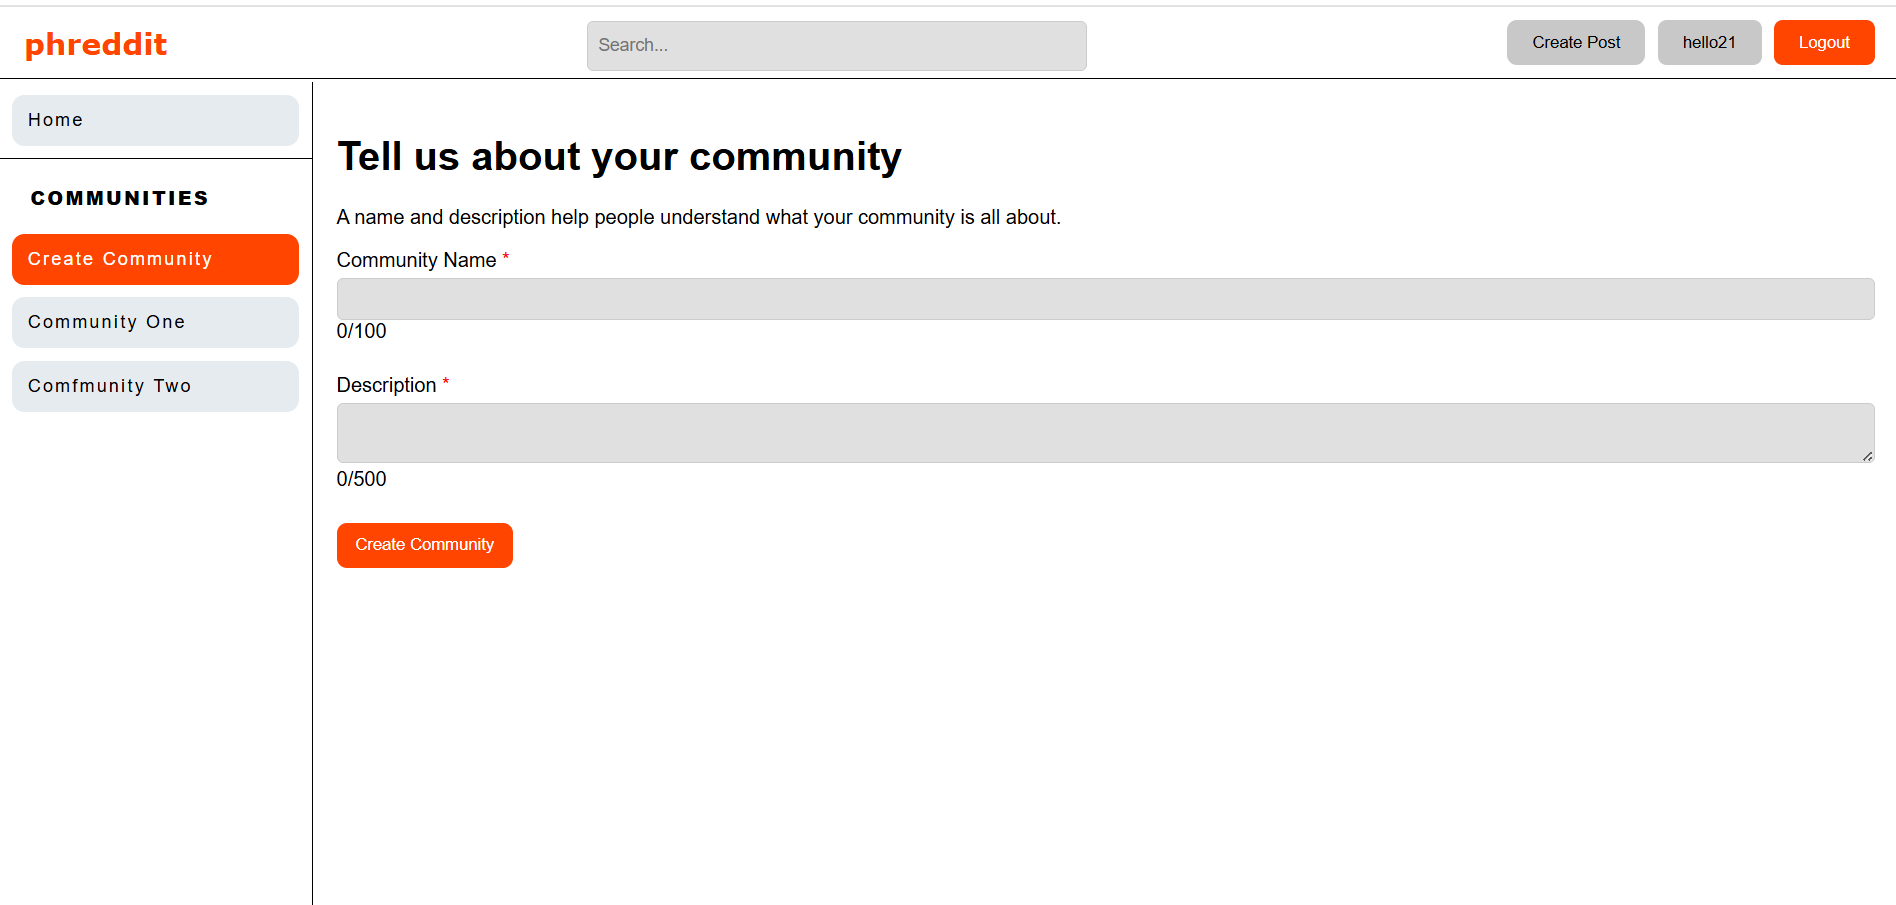 phreddit
Search...
Create Post
hello21
Logout
Home
COMMUNITIES
Create Community
Community One
Comfmunity Two
Tell us about your community
A name and description help people understand what your community is all about.
Community Name *
0/100
Description *
0/500
Create Community